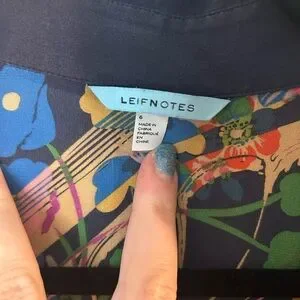 LEIFNOTES
6
MADE IN
CHINA
FABRIQUÉ
EN
CHINE